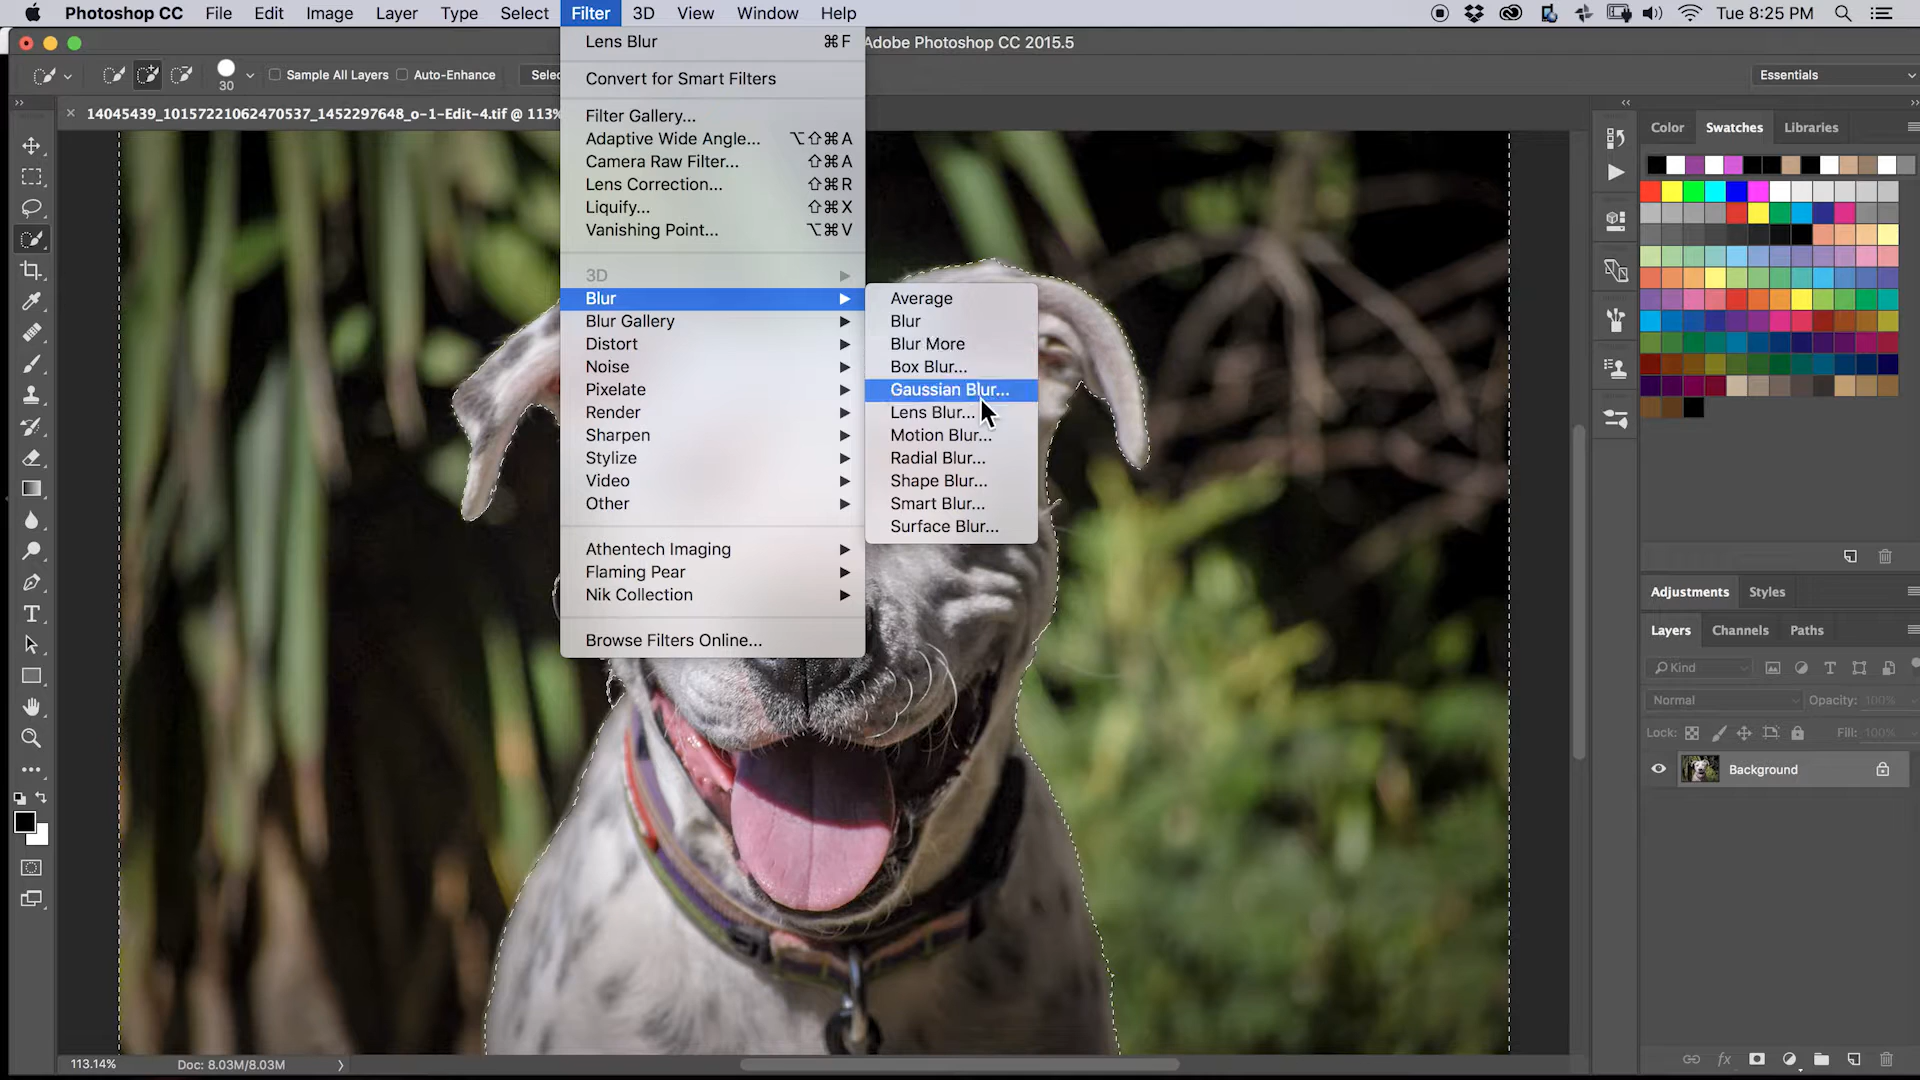 Photoshop CC File Edit Image Layer Type Select Filter 3D View Window Help Tue 8:25 PM
Adobe Photoshop CC 2015.5
30 Sample All Layers Auto-Enhance Essentials
14045439_10157221062470537_1452297648_o-1-Edit-4.tif @ 113%
Lens Blur ⌘F
Convert for Smart Filters
Filter Gallery...
Adaptive Wide Angle... ⌥⇧⌘A
Camera Raw Filter... ⇧⌘A
Lens Correction... ⇧⌘R
Liquify... ⇧⌘X
Vanishing Point... ⌥⌘V
3D
Blur
Blur Gallery
Distort
Noise
Pixelate
Render
Sharpen
Stylize
Video
Other
Athentech Imaging
Flaming Pear
Nik Collection
Browse Filters Online...
Average
Blur
Blur More
Box Blur...
Gaussian Blur...
Lens Blur...
Motion Blur...
Radial Blur...
Shape Blur...
Smart Blur...
Surface Blur...
Color Swatches Libraries
Adjustments Styles
Layers Channels Paths
Kind
Normal Opacity: 100%
Lock: Fill: 100%
Background
113.14% Doc: 8.03M/8.03M